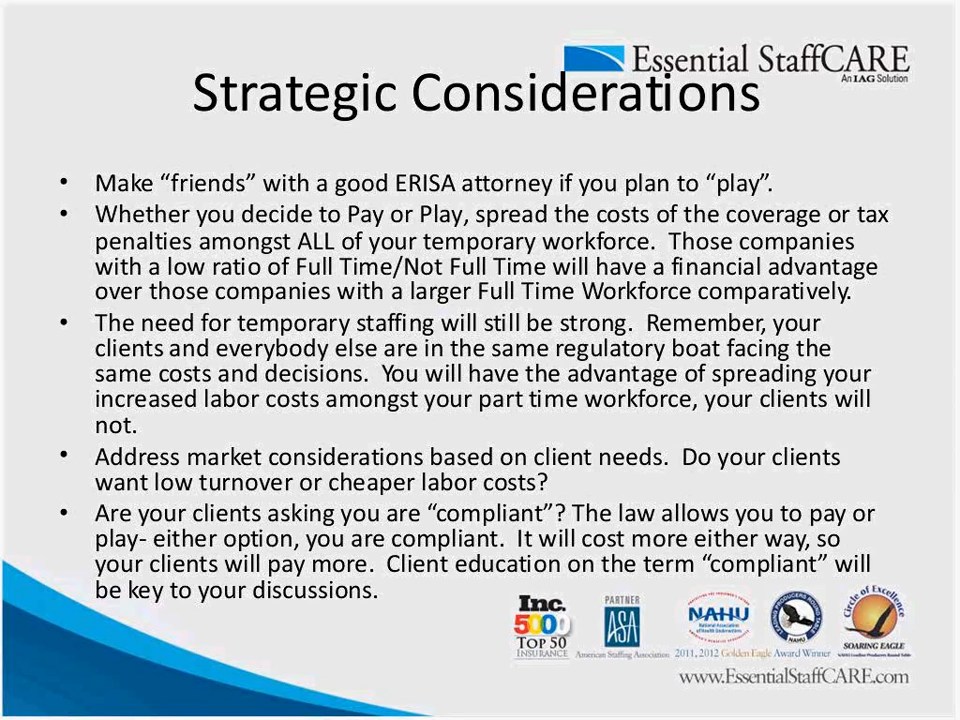 Essential StaffCARE
An IAG Solution
Strategic Considerations
• Make “friends” with a good ERISA attorney if you plan to “play”.
• Whether you decide to Pay or Play, spread the costs of the coverage or tax
penalties amongst ALL of your temporary workforce.  Those companies
with a low ratio of Full Time/Not Full Time will have a financial advantage
over those companies with a larger Full Time Workforce comparatively.
• The need for temporary staffing will still be strong.  Remember, your
clients and everybody else are in the same regulatory boat facing the
same costs and decisions.  You will have the advantage of spreading your
increased labor costs amongst your part time workforce, your clients will
not.
• Address market considerations based on client needs.  Do your clients
want low turnover or cheaper labor costs?
• Are your clients asking you are “compliant”? The law allows you to pay or
play- either option, you are compliant.  It will cost more either way, so
your clients will pay more.  Client education on the term “compliant” will
be key to your discussions.
Inc.
5000
TOP 50
INSURANCE
PARTNER
ASA
American Staffing Association
NAHU
National Association
of Health Underwriters
LEADING PRODUCERS ROUND TABLE
2011, 2012 Golden Eagle Award Winner
Circle of Excellence
SOARING EAGLE
www.EssentialStaffCARE.com